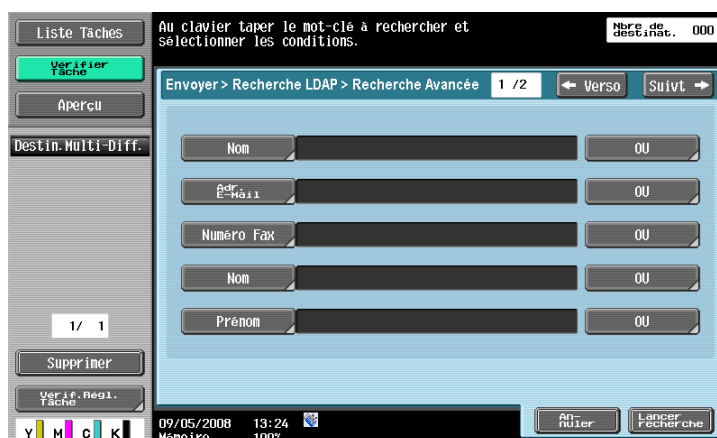 Liste Tâches
Vérifier
Tâche
Aperçu
Destin.Multi-Diff.
1/ 1
Supprimer
Vérif.Régl.
Tâche
Y M C K
Au clavier taper le mot-clé à rechercher et
sélectionner les conditions.
Nbre de
destinat. 000
Envoyer > Recherche LDAP > Recherche Avancée 1 /2 ← Verso Suivt →
Nom OU
Adr.
E-Mail OU
Numéro Fax OU
Nom OU
Prénom OU
09/05/2008 13:24
Mémoire 100%
An-
nuler
Lancer
recherche